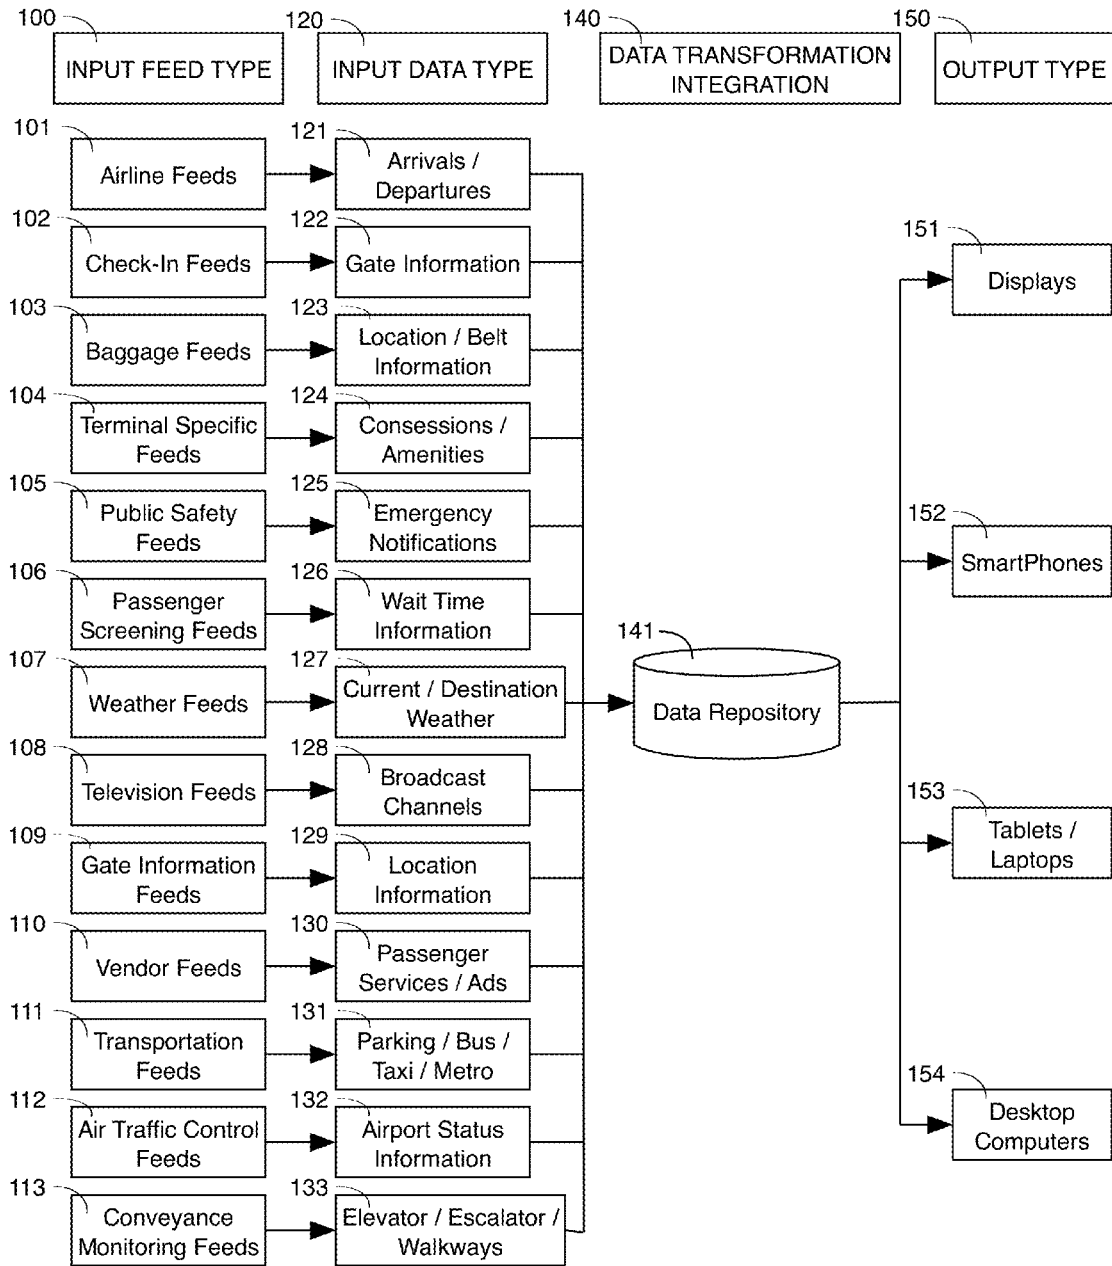 100
120
140
150
INPUT FEED TYPE
INPUT DATA TYPE
DATA TRANSFORMATION
INTEGRATION
OUTPUT TYPE
101
Airline Feeds
121
Arrivals /
Departures
102
Check-In Feeds
122
Gate Information
103
Baggage Feeds
123
Location / Belt
Information
104
Terminal Specific
Feeds
124
Consessions /
Amenities
105
Public Safety
Feeds
125
Emergency
Notifications
106
Passenger
Screening Feeds
126
Wait Time
Information
107
Weather Feeds
127
Current / Destination
Weather
108
Television Feeds
128
Broadcast
Channels
109
Gate Information
Feeds
129
Location
Information
110
Vendor Feeds
130
Passenger
Services / Ads
111
Transportation
Feeds
131
Parking / Bus /
Taxi / Metro
112
Air Traffic Control
Feeds
132
Airport Status
Information
113
Conveyance
Monitoring Feeds
133
Elevator / Escalator /
Walkways
141
Data Repository
151
Displays
152
SmartPhones
153
Tablets /
Laptops
154
Desktop
Computers